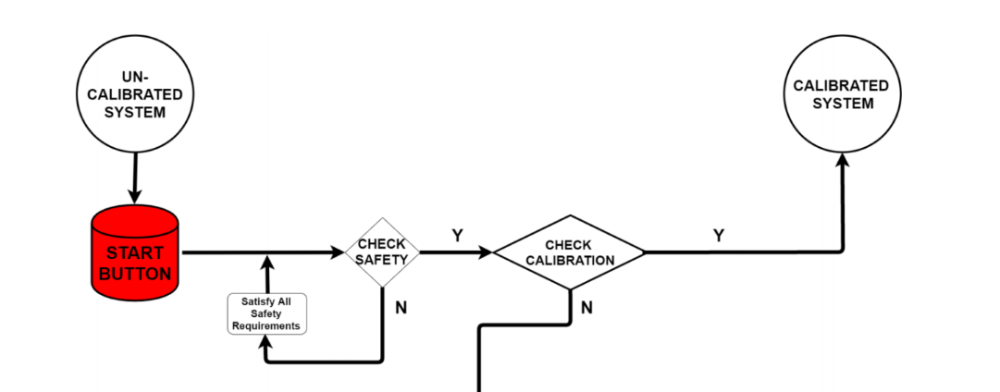 UN-
CALIBRATED
SYSTEM
CALIBRATED
SYSTEM
START
BUTTON
CHECK
SAFETY
Y
CHECK
CALIBRATION
Y
Satisfy All
Safety
Requirements
N
N